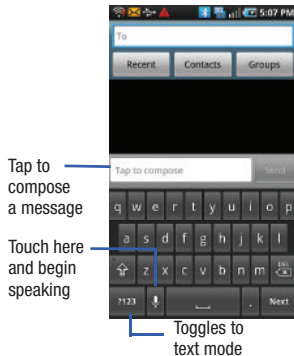 5:07 PM
To
Recent Contacts Groups
Tap to compose Send
Tap to
compose
a message
q w e r t y u i o p
a s d f g h j k l
Touch here
and begin
speaking
z x c v b n m DEL
?123 . Next
Toggles to
text mode